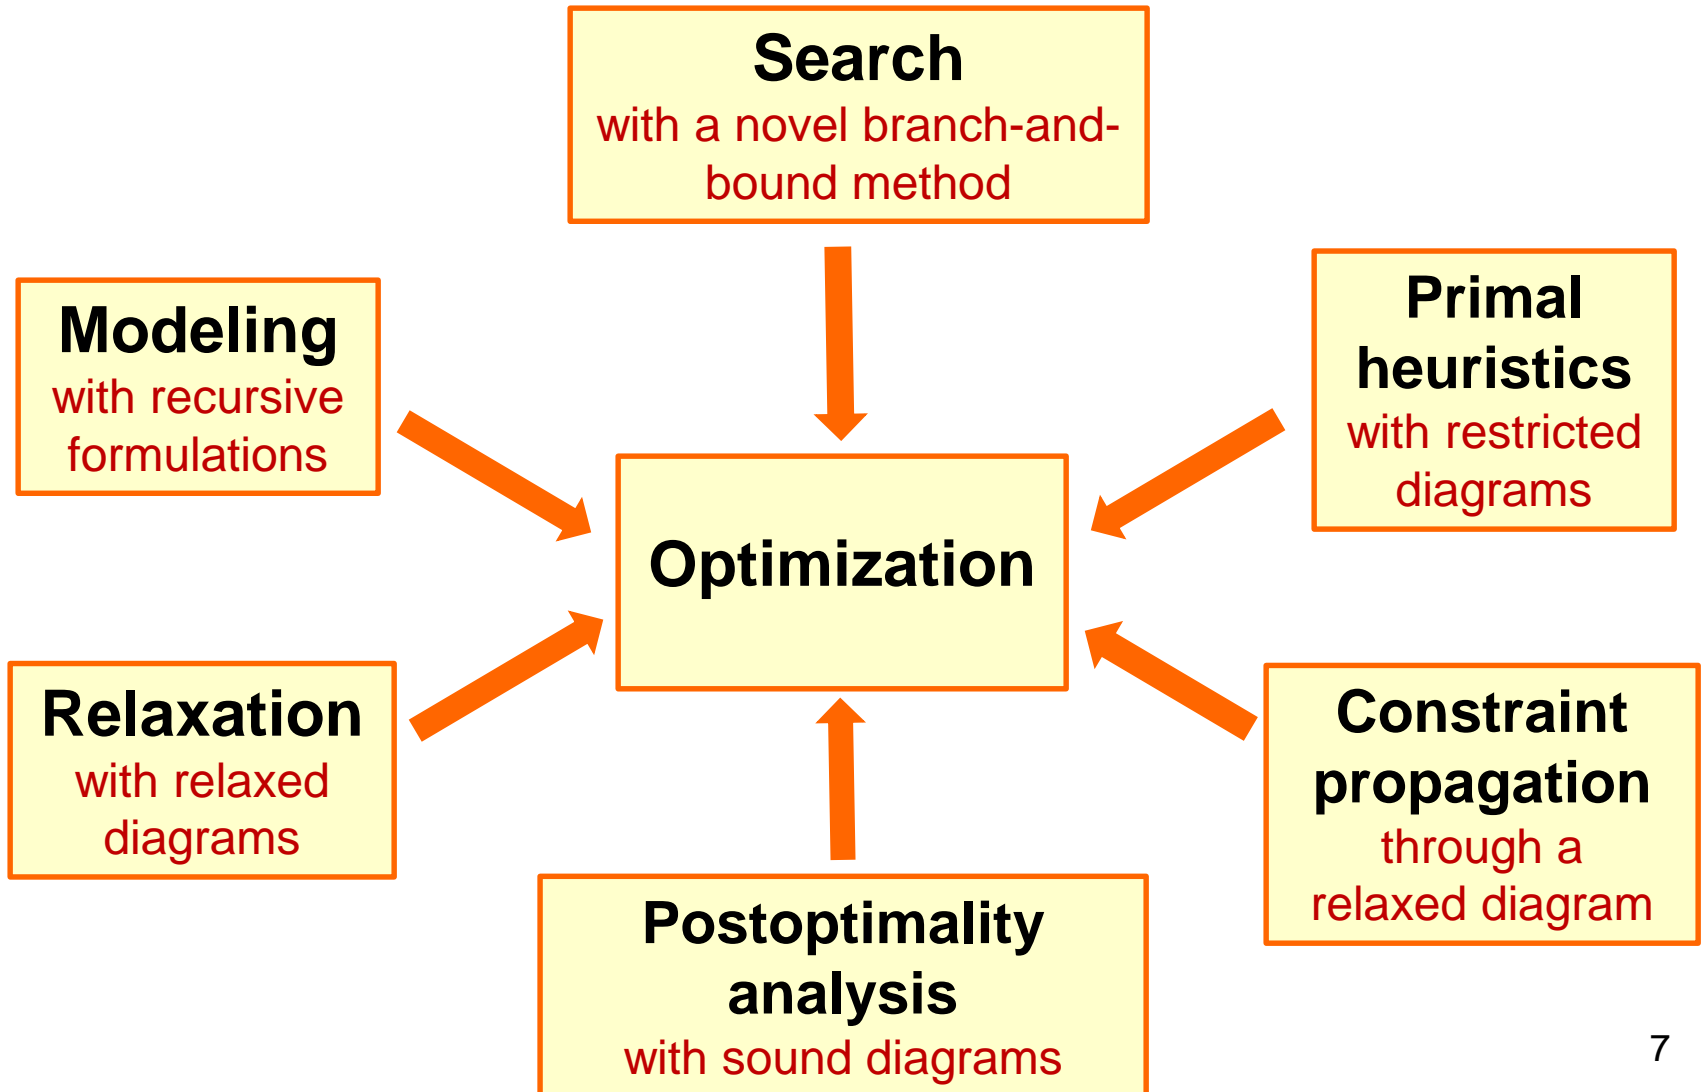 Search
with a novel branch-and-
bound method
Modeling
with recursive
formulations
Primal
heuristics
with restricted
diagrams
Optimization
Relaxation
with relaxed
diagrams
Constraint
propagation
through a
relaxed diagram
Postoptimality
analysis
with sound diagrams
7